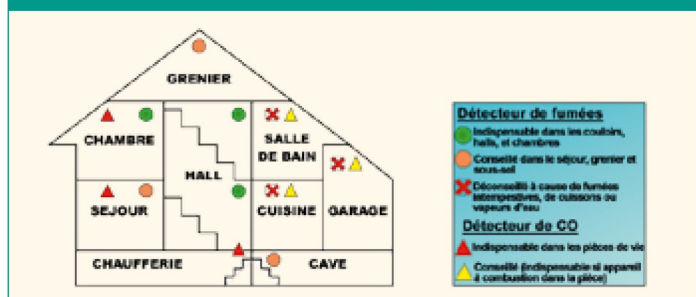 GRENIER
CHAMBRE
HALL
SALLE
DE BAIN
SEJOUR
CUISINE
GARAGE
CHAUFFERIE
CAVE
Détecteur de fumées
Indispensable dans les couloirs,
halls, et chambres
Conseillé dans le séjour, grenier et
sous-sol
Déconseillé à cause de fumées
intempestives, de cuissons ou
vapeurs d'eau
Détecteur de CO
Indispensable dans les pièces de vie
Conseillé (indispensable si appareil
à combustion dans la pièce)